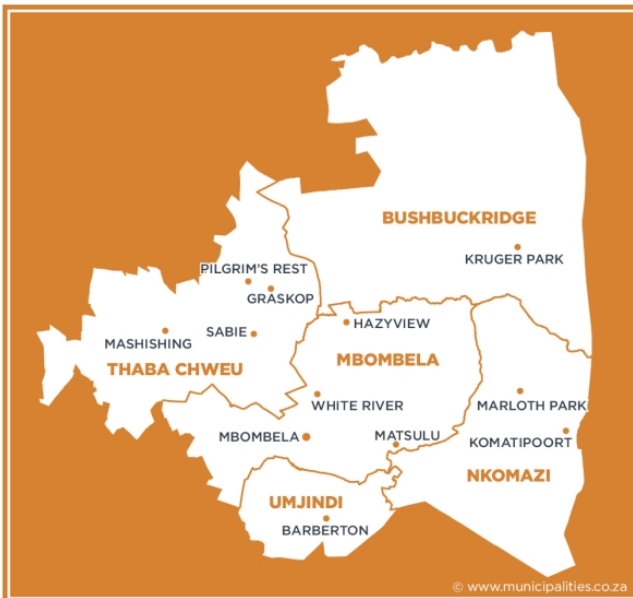 BUSHBUCKRIDGE
KRUGER PARK
PILGRIM'S REST
GRASKOP
HAZYVIEW
SABIE
MASHISHING
THABA CHWEU
MBOMBELA
WHITE RIVER
MARLOTH PARK
MBOMBELA
MATSULU
KOMATIPOORT
NKOMAZI
UMJINDI
BARBERTON
© www.municipalities.co.za